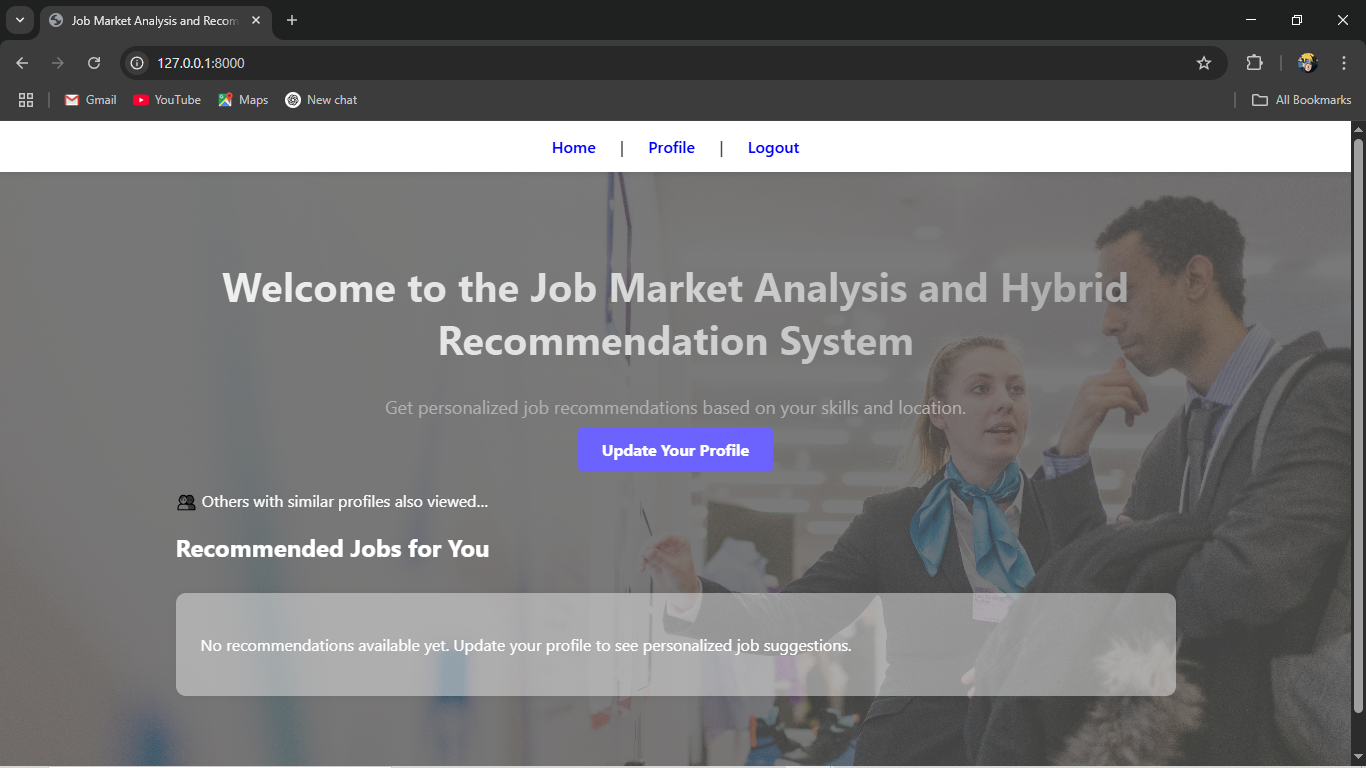 Job Market Analysis and Recom
127.0.0.1:8000
Gmail YouTube Maps New chat All Bookmarks
Home | Profile | Logout
Welcome to the Job Market Analysis and Hybrid
Recommendation System
Get personalized job recommendations based on your skills and location.
Update Your Profile
👥 Others with similar profiles also viewed...
Recommended Jobs for You
No recommendations available yet. Update your profile to see personalized job suggestions.